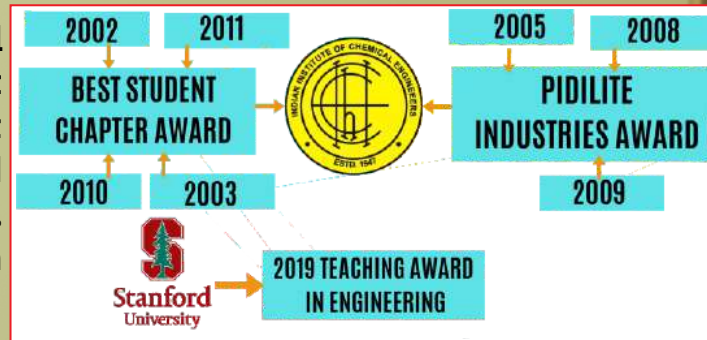 2002
2011
2005
2008
BEST STUDENT
CHAPTER AWARD
INDIAN INSTITUTE OF CHEMICAL ENGINEERS
ESTD. 1947
PIDILITE
INDUSTRIES AWARD
2010
2003
2009
S
Stanford
University
2019 TEACHING AWARD
IN ENGINEERING